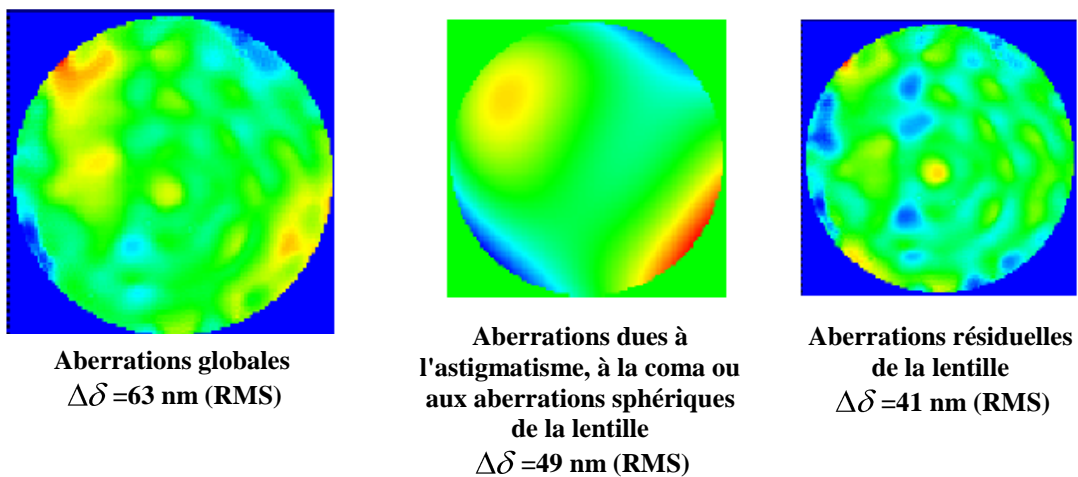 Aberrations globales
Δδ =63 nm (RMS)
Aberrations dues à
l'astigmatisme, à la coma ou
aux aberrations sphériques
de la lentille
Δδ =49 nm (RMS)
Aberrations résiduelles
de la lentille
Δδ =41 nm (RMS)